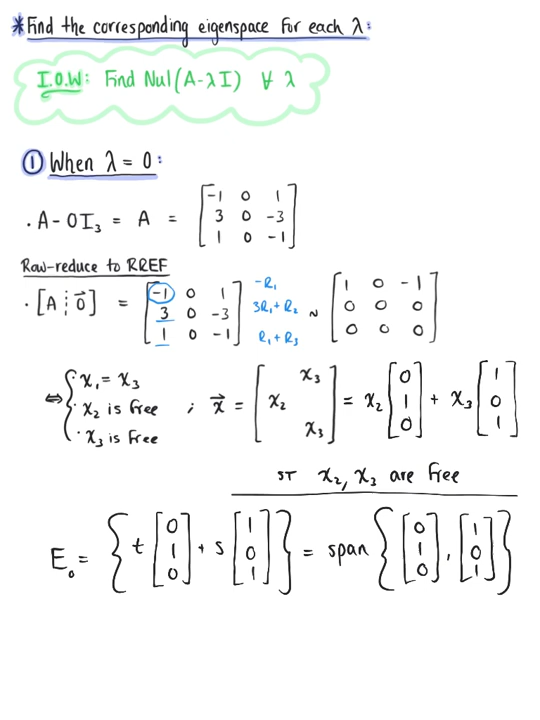 *Find the corresponding eigenspace for each λ:
I.O.W: Find Nul(A-λI) ∀ λ
① When λ = 0:
· A - 0I₃ = A = [-1 0 1; 3 0 -3; 1 0 -1]
Row-reduce to RREF
· [A ⋮ 0⃗] = [-1 0 1; 3 0 -3; 1 0 -1] -R₁ 3R₁+R₂ R₁+R₃ ~ [1 0 -1; 0 0 0; 0 0 0]
⇔ { · x₁ = x₃
· x₂ is free
· x₃ is free
; x⃗ = [x₃; x₂; x₃] = x₂ [0; 1; 0] + x₃ [1; 0; 1]
ST x₂, x₃ are free
E₀ = { t [0; 1; 0] + s [1; 0; 1] } = span { [0; 1; 0], [1; 0; 1] }